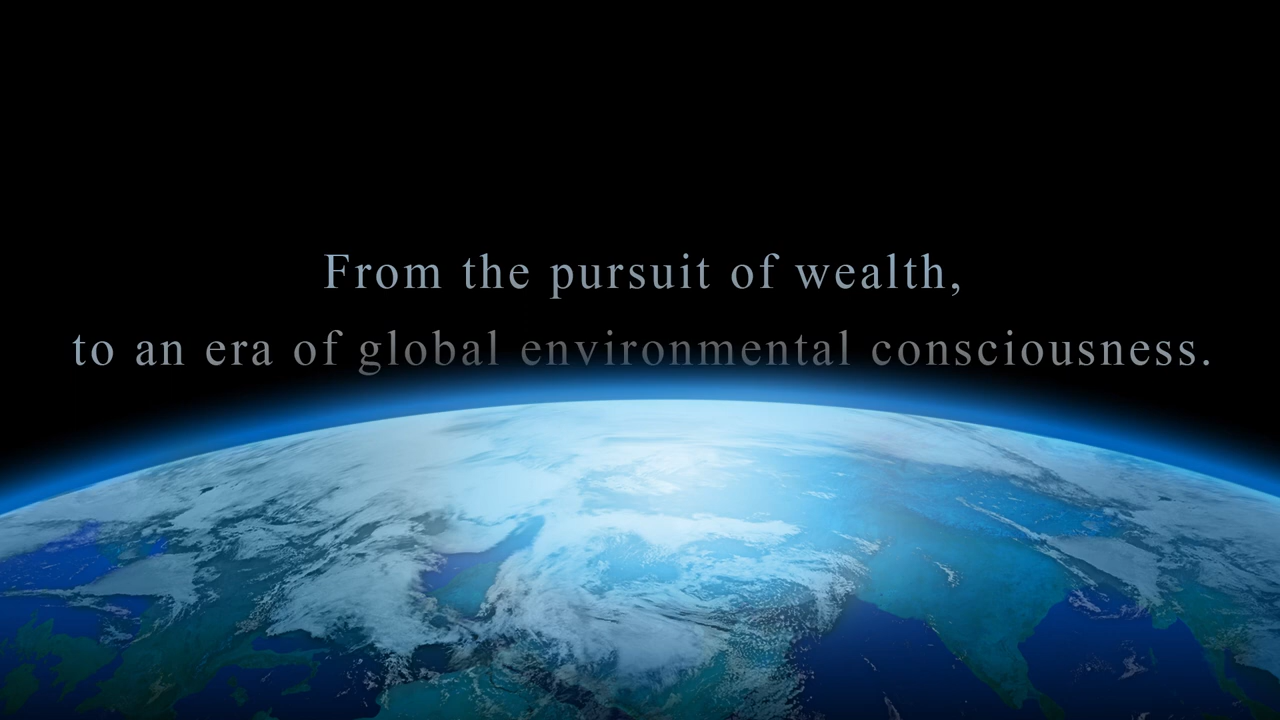 From the pursuit of wealth,
to an era of global environmental consciousness.